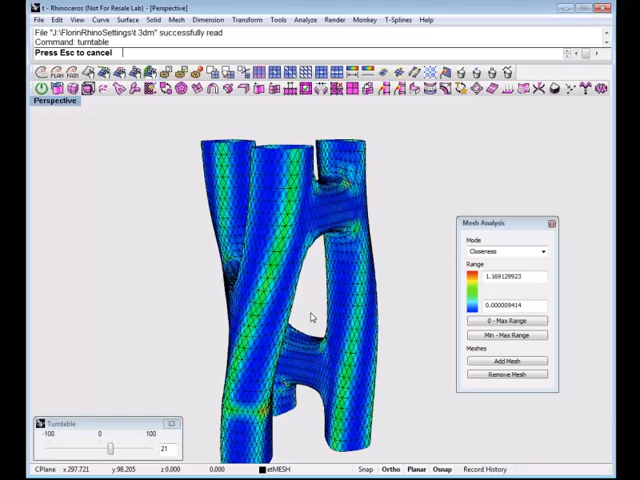 t - Rhinoceros (Not For Resale Lab) - [Perspective]
File Edit View Curve Surface Solid Mesh Dimension Transform Tools Analyze Render Monkey T-Splines Help
File "J:\FlorinRhinoSettings\t.3dm" successfully read
Command: turntable
Press Esc to cancel
Perspective
Mesh Analysis
Mode
Closeness
Range
1.169129923
0.000009414
0 - Max Range
Min - Max Range
Meshes
Add Mesh
Remove Mesh
Turntable
-100 0 100
21
CPlane x 297.721 y 98.205 z 0.000 0.000 etMESH Snap Ortho Planar Osnap Record History